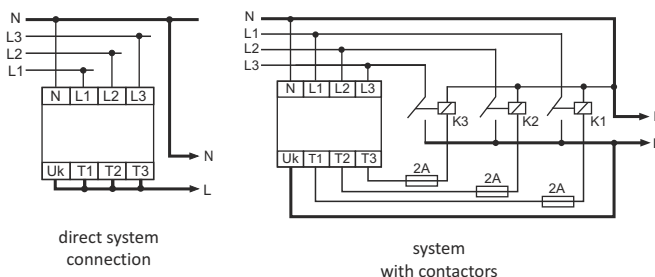 N
L3
L2
L1
N L1 L2 L3
Uk T1 T2 T3
N
L
direct system
connection
N
L1
L2
L3
N L1 L2 L3
K3 K2 K1
Uk T1 T2 T3
2A
2A
2A
system
with contactors